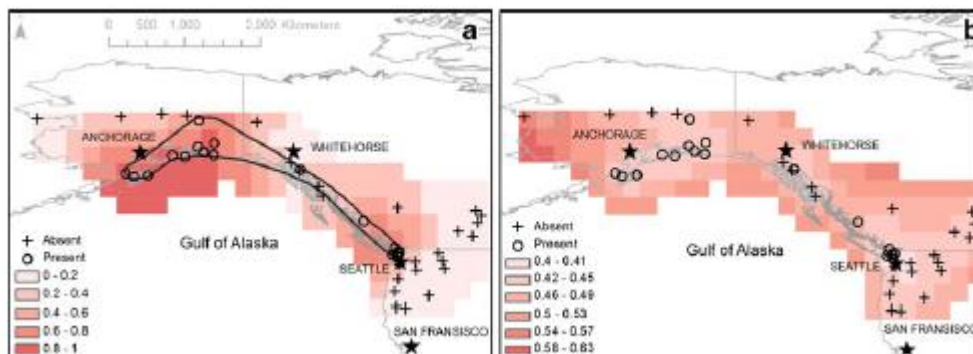 0 500 1,000 2,000 Kilometers
a
ANCHORAGE
WHITEHORSE
Gulf of Alaska
+ Absent
o Present
0 - 0.2
0.2 - 0.4
0.4 - 0.6
0.6 - 0.8
0.8 - 1
SEATTLE
SAN FRANSISCO
b
ANCHORAGE
WHITEHORSE
Gulf of Alaska
+ Absent
o Present
0.4 - 0.41
0.42 - 0.45
0.46 - 0.49
0.5 - 0.53
0.54 - 0.57
0.58 - 0.63
SEATTLE
SAN FRANSISCO